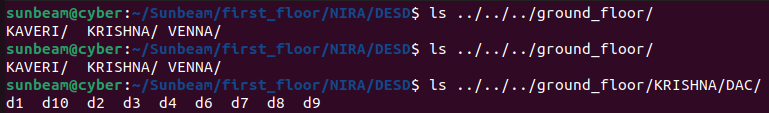 sunbeam@cyber:~/Sunbeam/first_floor/NIRA/DESD$ ls ../../../ground_floor/
KAVERI/  KRISHNA/ VENNA/
sunbeam@cyber:~/Sunbeam/first_floor/NIRA/DESD$ ls ../../../ground_floor/
KAVERI/  KRISHNA/ VENNA/
sunbeam@cyber:~/Sunbeam/first_floor/NIRA/DESD$ ls ../../../ground_floor/KRISHNA/DAC/
d1  d10  d2  d3  d4  d6  d7  d8  d9